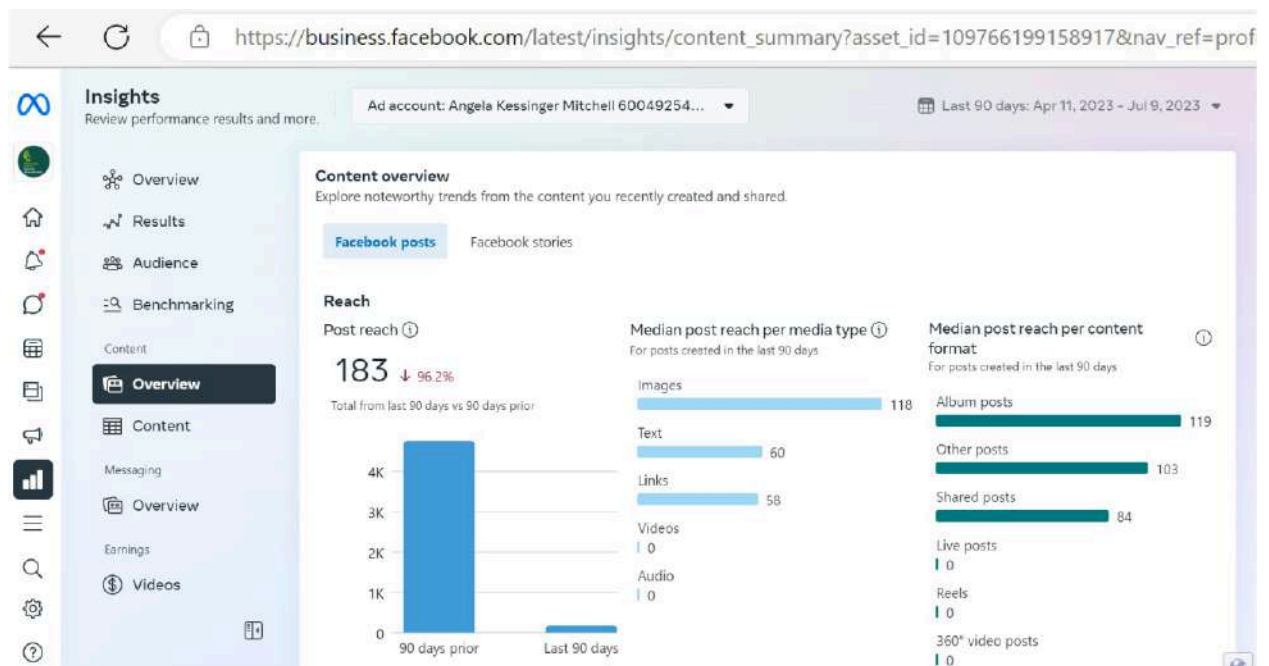 https://business.facebook.com/latest/insights/content_summary?asset_id=109766199158917&nav_ref=prof
Insights
Review performance results and more.
Ad account: Angela Kessinger Mitchell 60049254...
Last 90 days: Apr 11, 2023 - Jul 9, 2023
Overview
Results
Audience
Benchmarking
Content
Overview
Content
Messaging
Overview
Earnings
Videos
Content overview
Explore noteworthy trends from the content you recently created and shared.
Facebook posts
Facebook stories
Reach
Post reach
183 ↓ 96.2%
Total from last 90 days vs 90 days prior
4K
3K
2K
1K
0
90 days prior
Last 90 days
Median post reach per media type
For posts created in the last 90 days
Images
118
Text
60
Links
58
Videos
0
Audio
0
Median post reach per content
format
For posts created in the last 90 days
Album posts
119
Other posts
103
Shared posts
84
Live posts
0
Reels
0
360° video posts
0